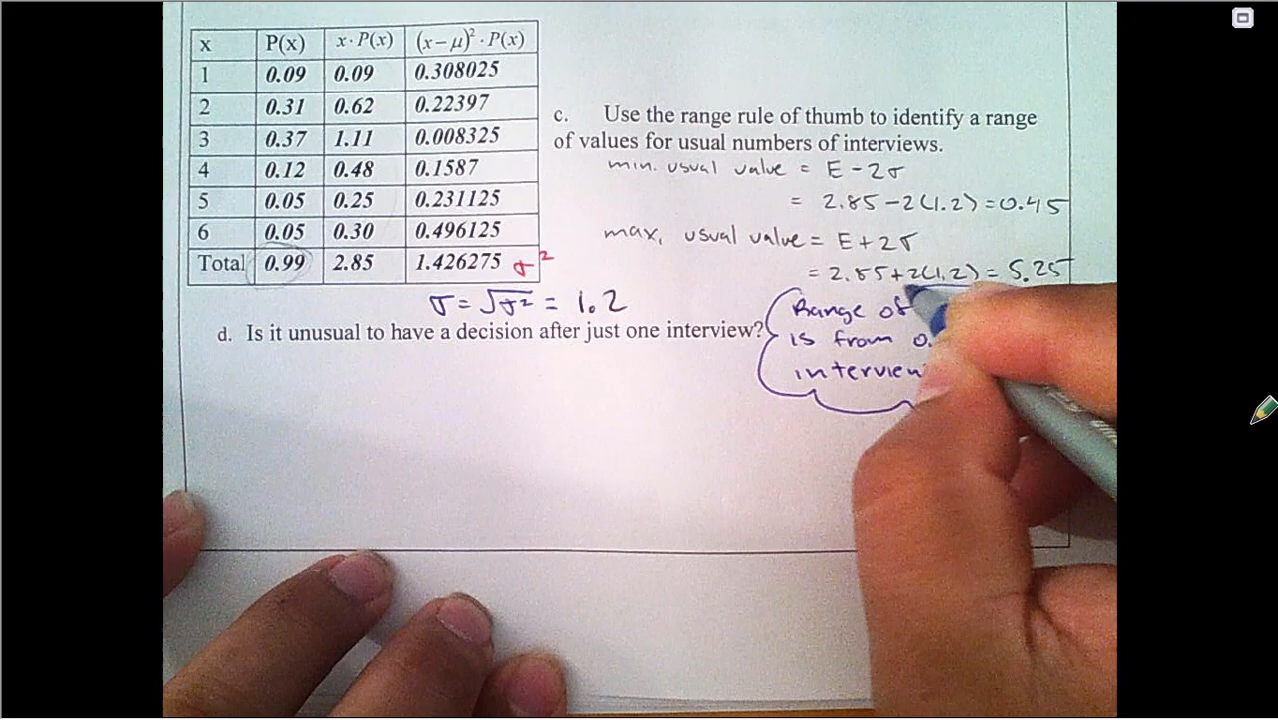 x P(x) x · P(x) (x − μ)² · P(x)
1 0.09 0.09 0.308025
2 0.31 0.62 0.22397
3 0.37 1.11 0.008325
4 0.12 0.48 0.1587
5 0.05 0.25 0.231125
6 0.05 0.30 0.496125
Total 0.99 2.85 1.426275 σ²
σ = √σ² = 1.2
c. Use the range rule of thumb to identify a range
of values for usual numbers of interviews.
min. usual value = E − 2σ
= 2.85 − 2(1.2) = 0.45
max. usual value = E + 2σ
= 2.85 + 2(1.2) = 5.25
Range of
is from 0.
interview
d. Is it unusual to have a decision after just one interview?